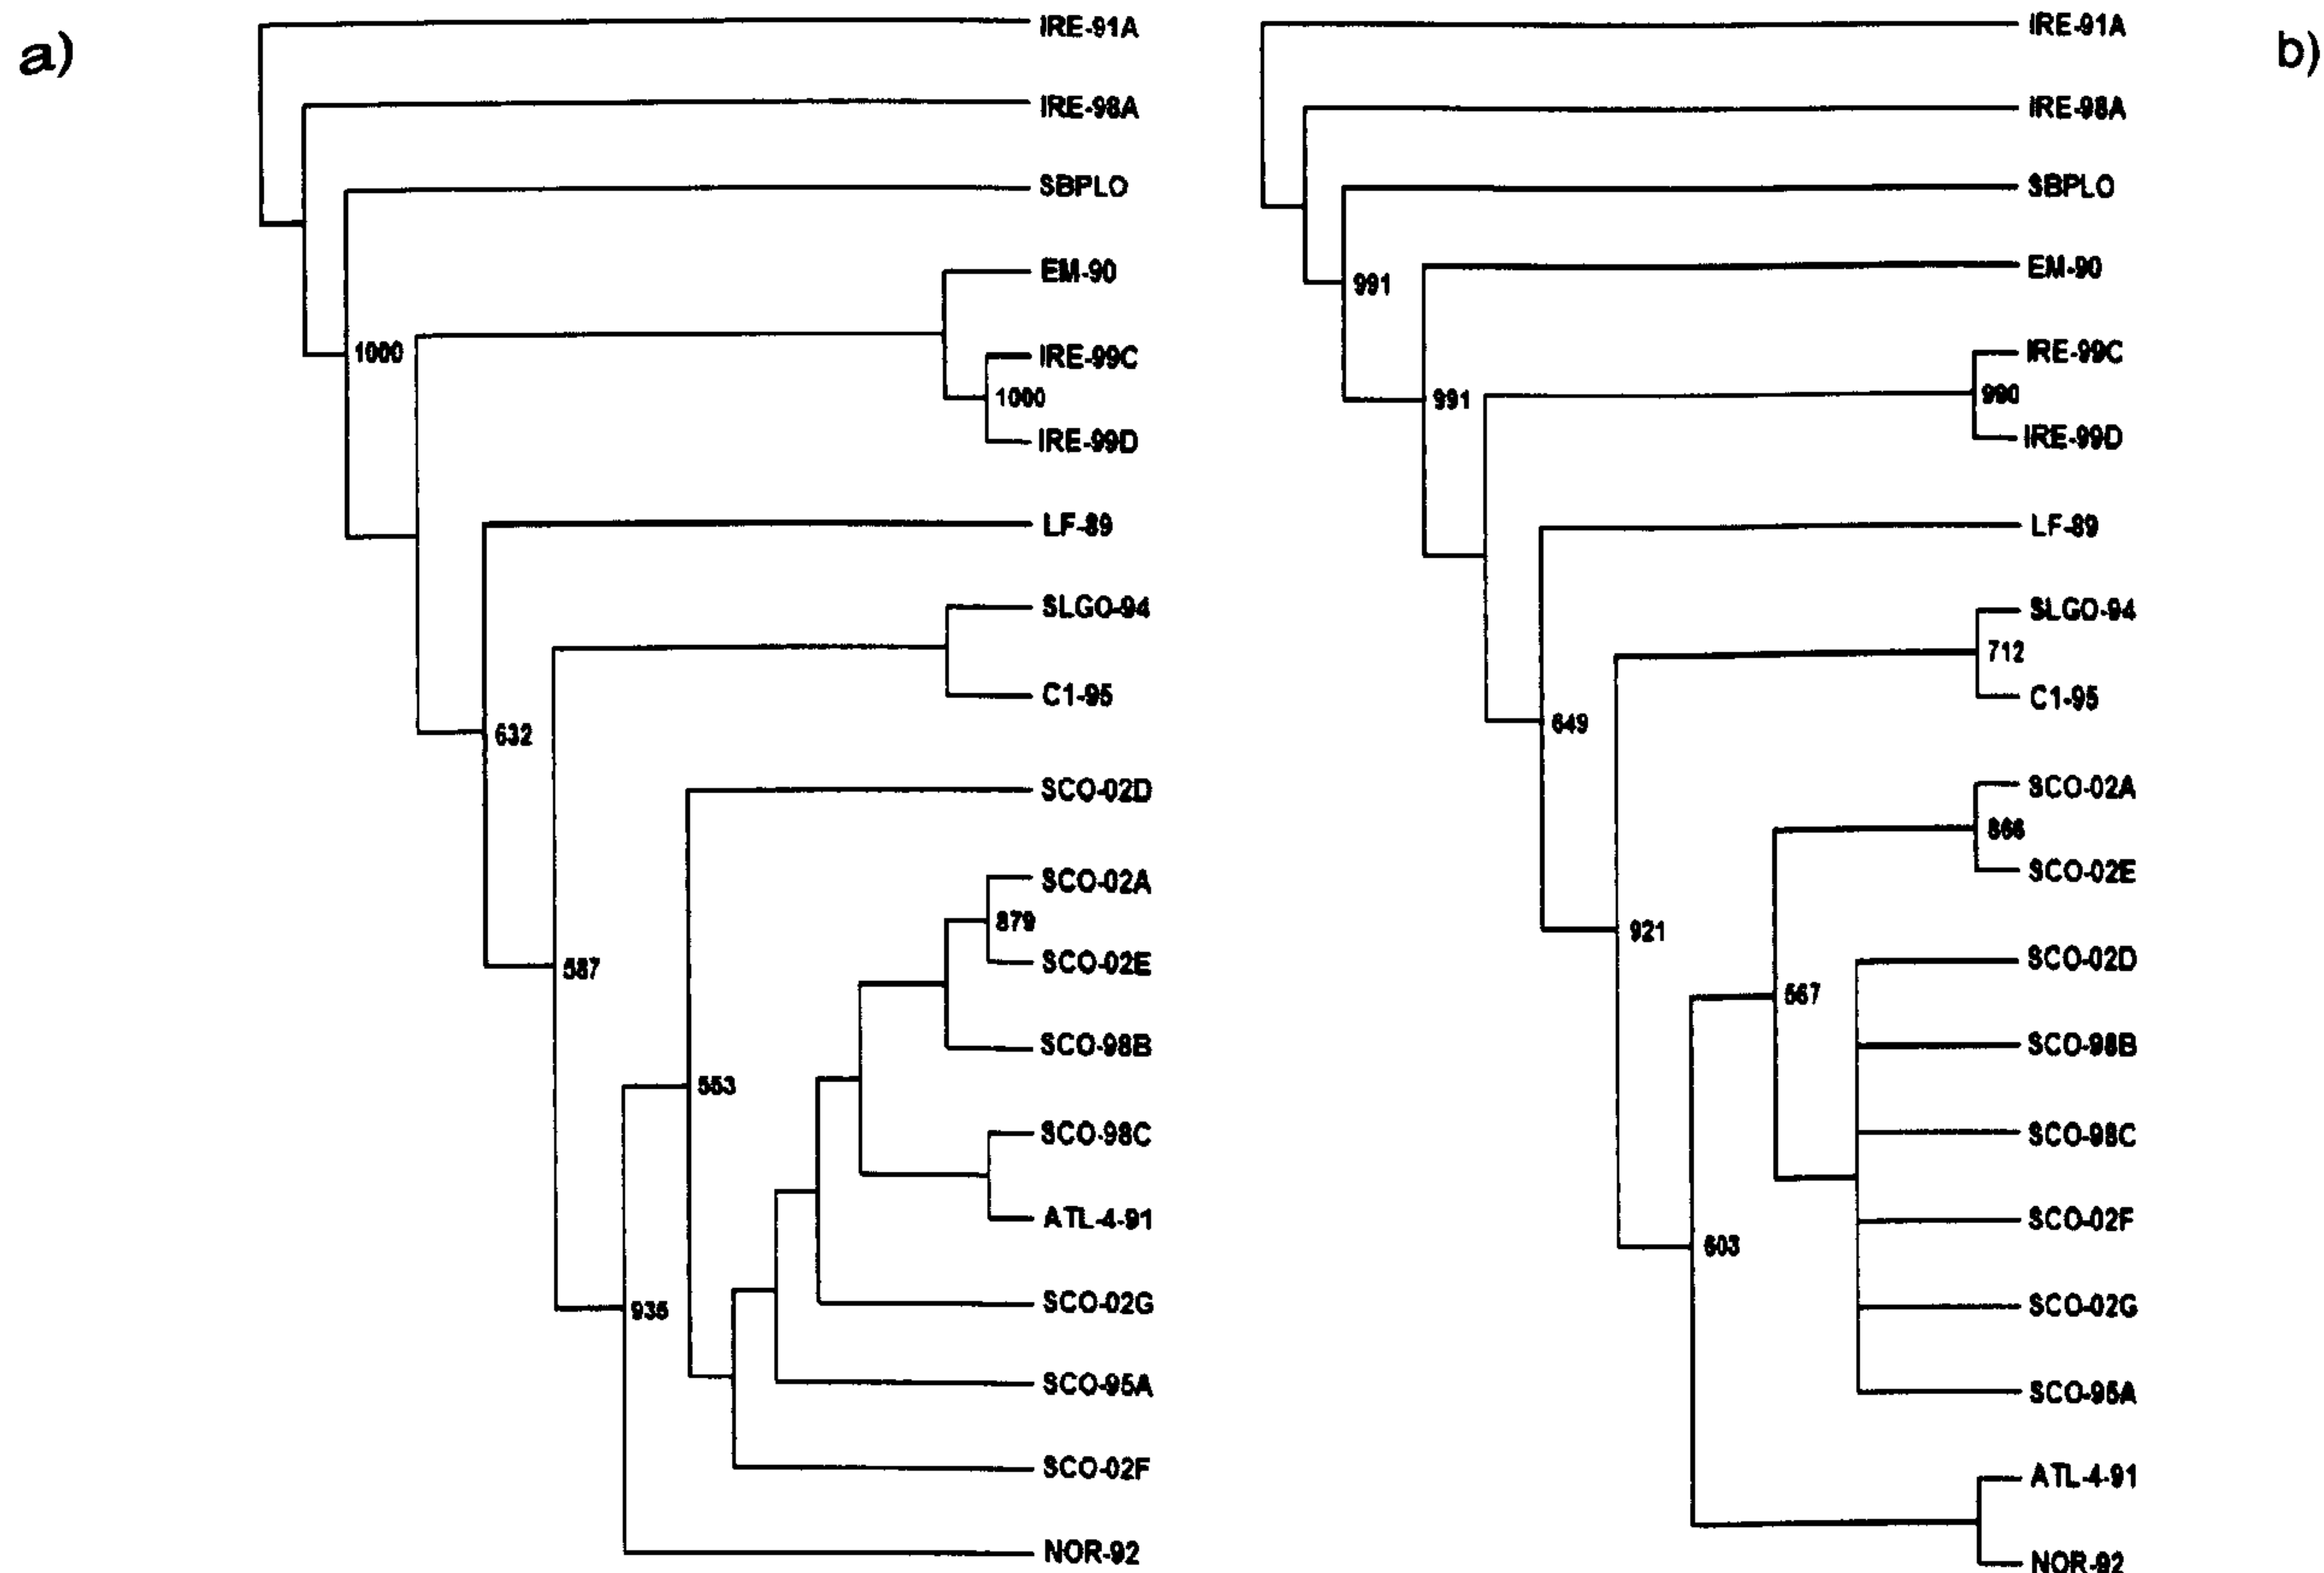 a)
IRE-91A
IRE-98A
SBPLO
EM-90
1000
IRE-99C
1000
IRE-99D
LF-89
SLGO-94
C1-95
632
SCO-02D
SCO-02A
879
SCO-02E
587
SCO-98B
553
SCO-98C
ATL-4-91
SCO-02G
935
SCO-95A
SCO-02F
NOR-92
b)
IRE-91A
IRE-98A
SBPLO
EM-90
991
IRE-99C
990
991
IRE-99D
LF-89
SLGO-94
712
C1-95
649
SCO-02A
866
SCO-02E
921
SCO-02D
567
SCO-98B
SCO-98C
SCO-02F
603
SCO-02G
SCO-95A
ATL-4-91
NOR-92